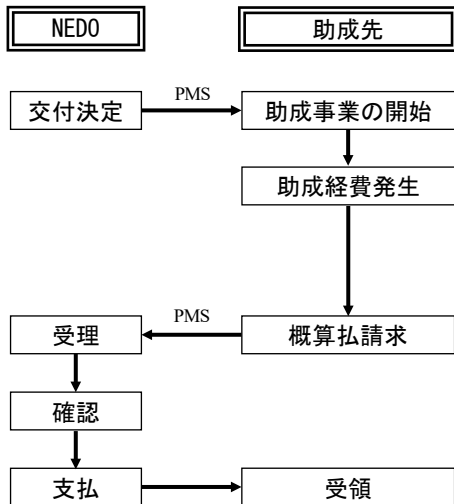 NEDO
助成先
交付決定
PMS
助成事業の開始
助成経費発生
受理
PMS
概算払請求
確認
支払
受領